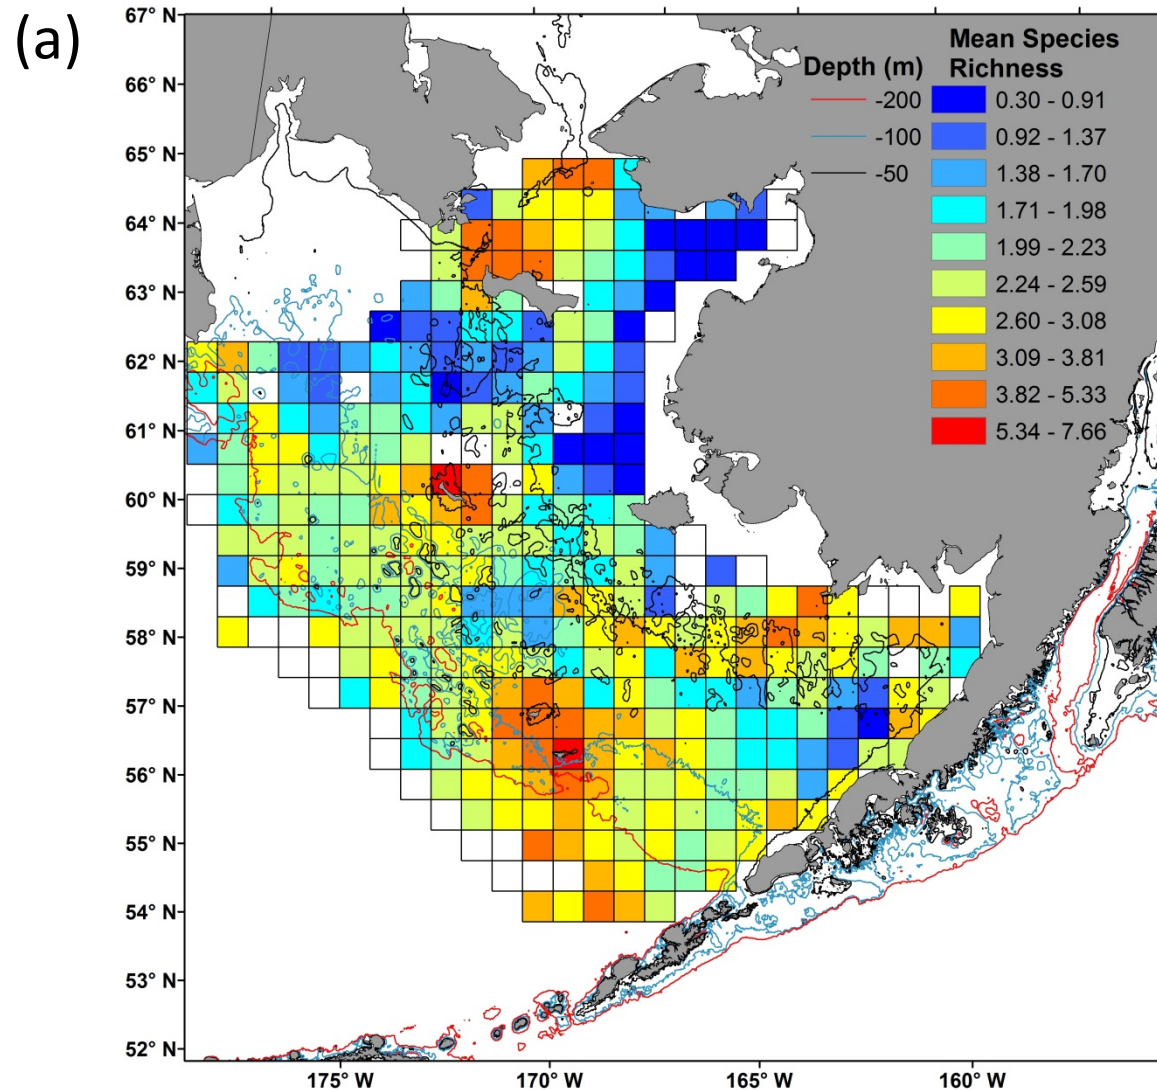 (a)
67° N
66° N
65° N
64° N
63° N
62° N
61° N
60° N
59° N
58° N
57° N
56° N
55° N
54° N
53° N
52° N
175° W
170° W
165° W
160° W
Depth (m)
-200
-100
-50
Mean Species
Richness
0.30 - 0.91
0.92 - 1.37
1.38 - 1.70
1.71 - 1.98
1.99 - 2.23
2.24 - 2.59
2.60 - 3.08
3.09 - 3.81
3.82 - 5.33
5.34 - 7.66